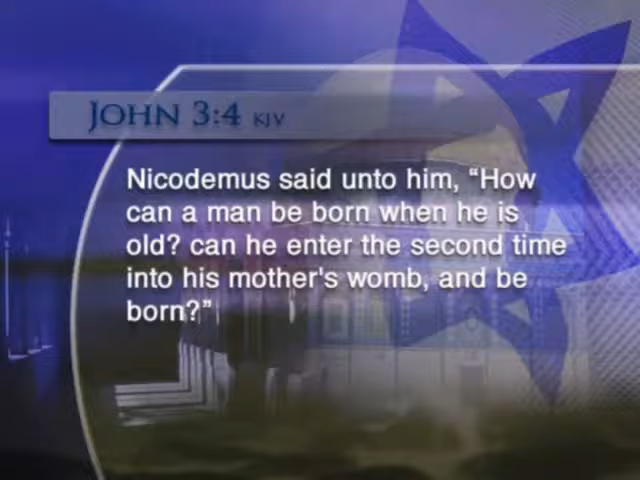 John 3:4 KJV
Nicodemus said unto him, “How
can a man be born when he is
old? can he enter the second time
into his mother's womb, and be
born?”